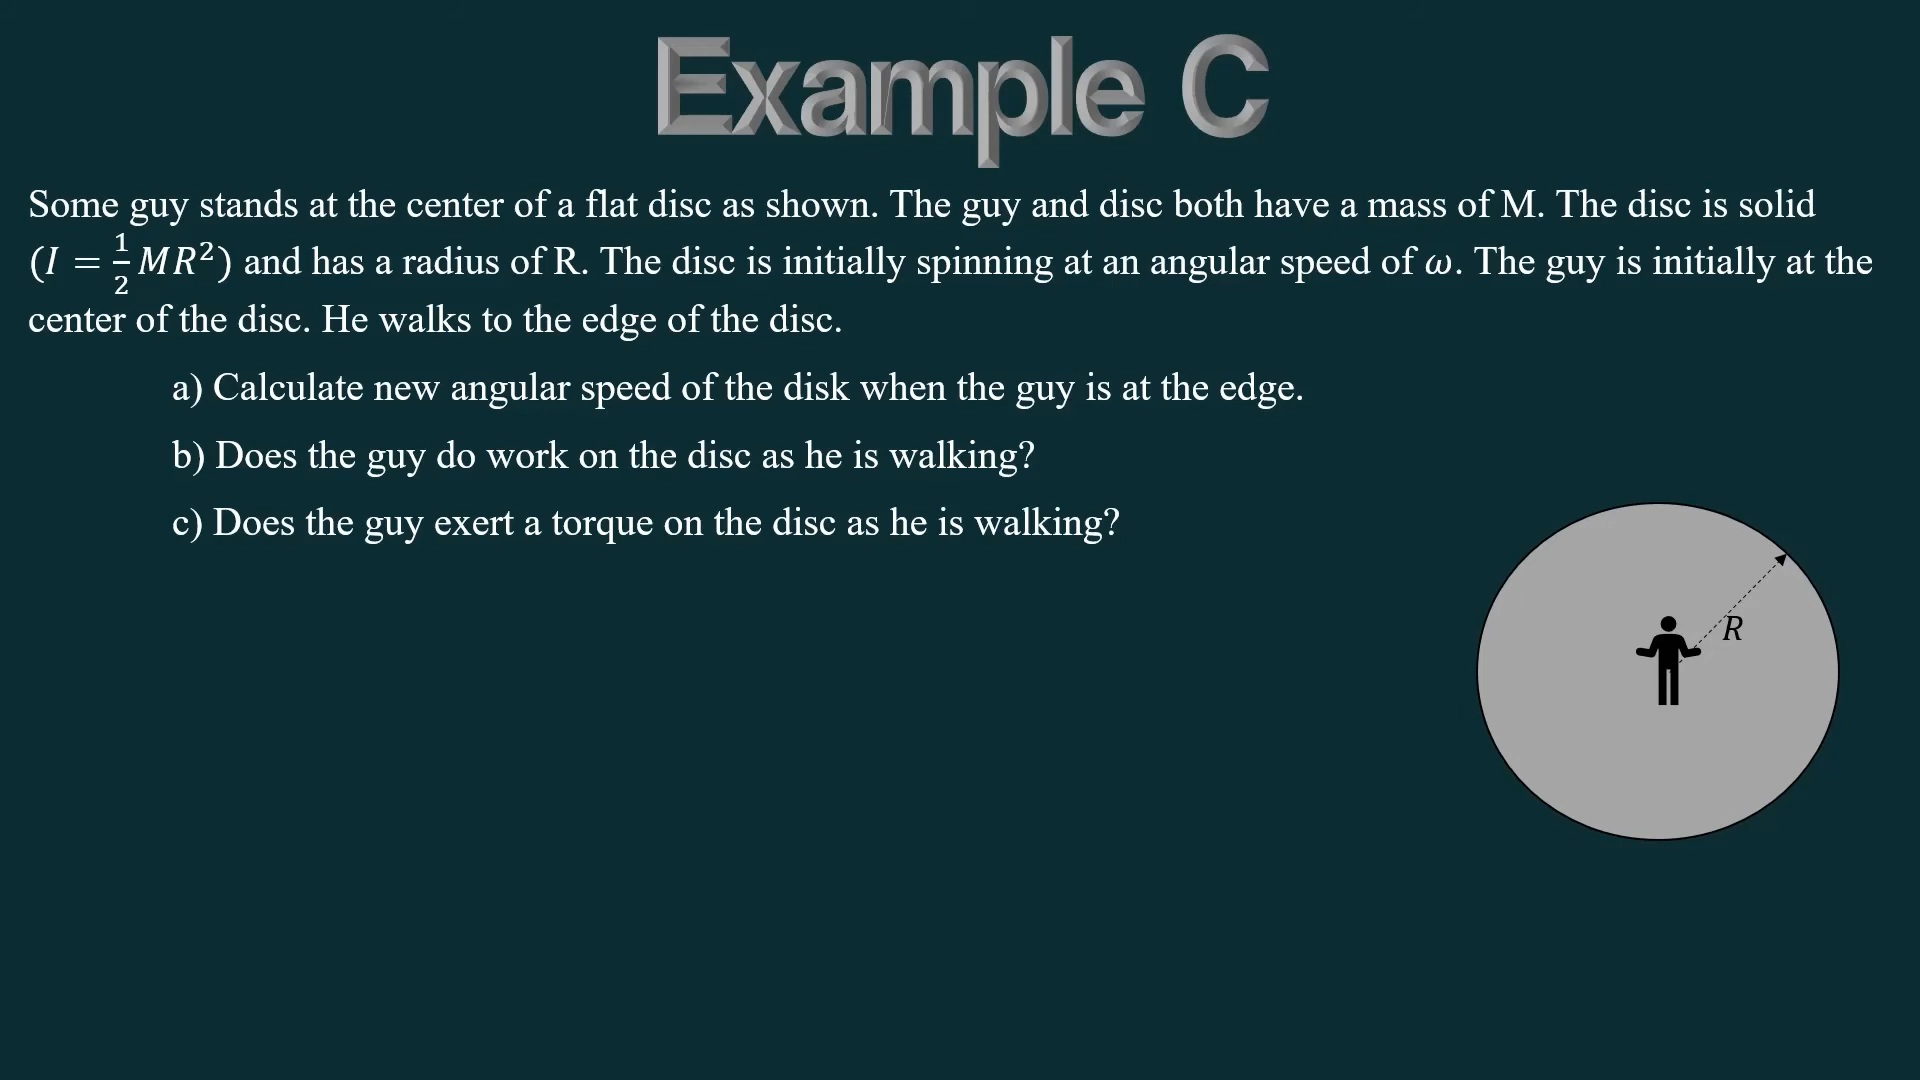 Example C
Some guy stands at the center of a flat disc as shown. The guy and disc both have a mass of M. The disc is solid
(I = 1/2 MR²) and has a radius of R. The disc is initially spinning at an angular speed of ω. The guy is initially at the
center of the disc. He walks to the edge of the disc.
a) Calculate new angular speed of the disk when the guy is at the edge.
b) Does the guy do work on the disc as he is walking?
c) Does the guy exert a torque on the disc as he is walking?
R